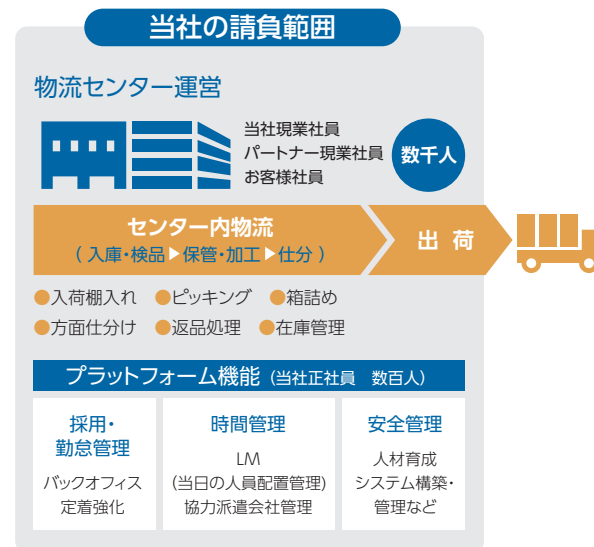 当社の請負範囲
物流センター運営
当社現業社員
パートナー現業社員
お客様社員
数千人
センター内物流
(入庫・検品▶保管・加工▶仕分)
出荷
●入荷棚入れ ●ピッキング ●箱詰め
●方面仕分け ●返品処理 ●在庫管理
プラットフォーム機能(当社正社員 数百人)
採用・
勤怠管理
バックオフィス
定着強化
時間管理
LM
(当日の人員配置管理)
協力派遣会社管理
安全管理
人材育成
システム構築・
管理など